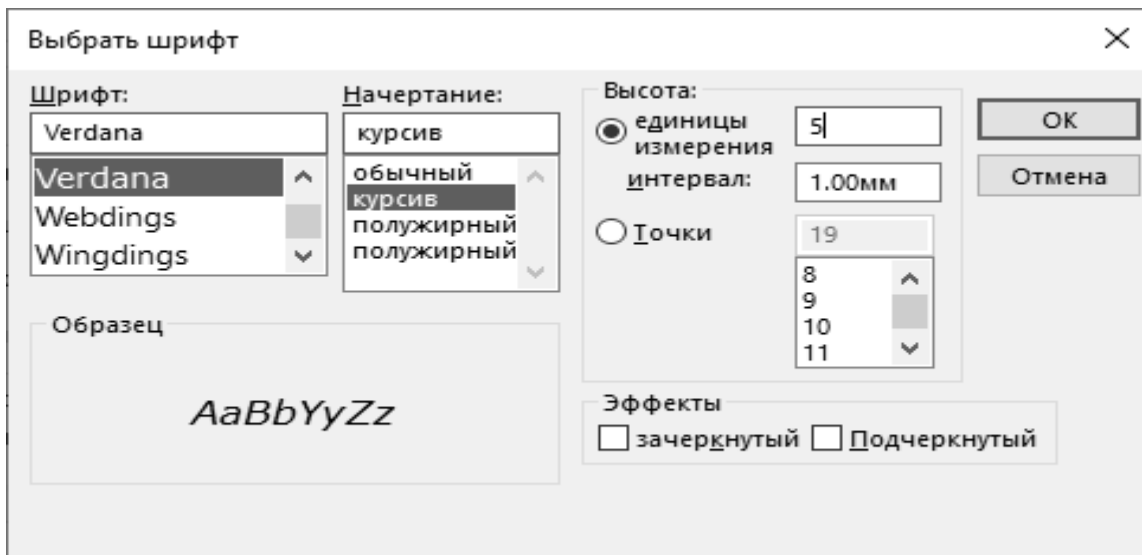 Выбрать шрифт
Шрифт:
Verdana
Verdana
Webdings
Wingdings
Начертание:
курсив
обычный
курсив
полужирный
полужирный
Высота:
единицы
измерения
5
интервал:
1.00мм
Точки
19
8
9
10
11
OK
Отмена
Образец
AaBbYyZz
Эффекты
зачеркнутый Подчеркнутый